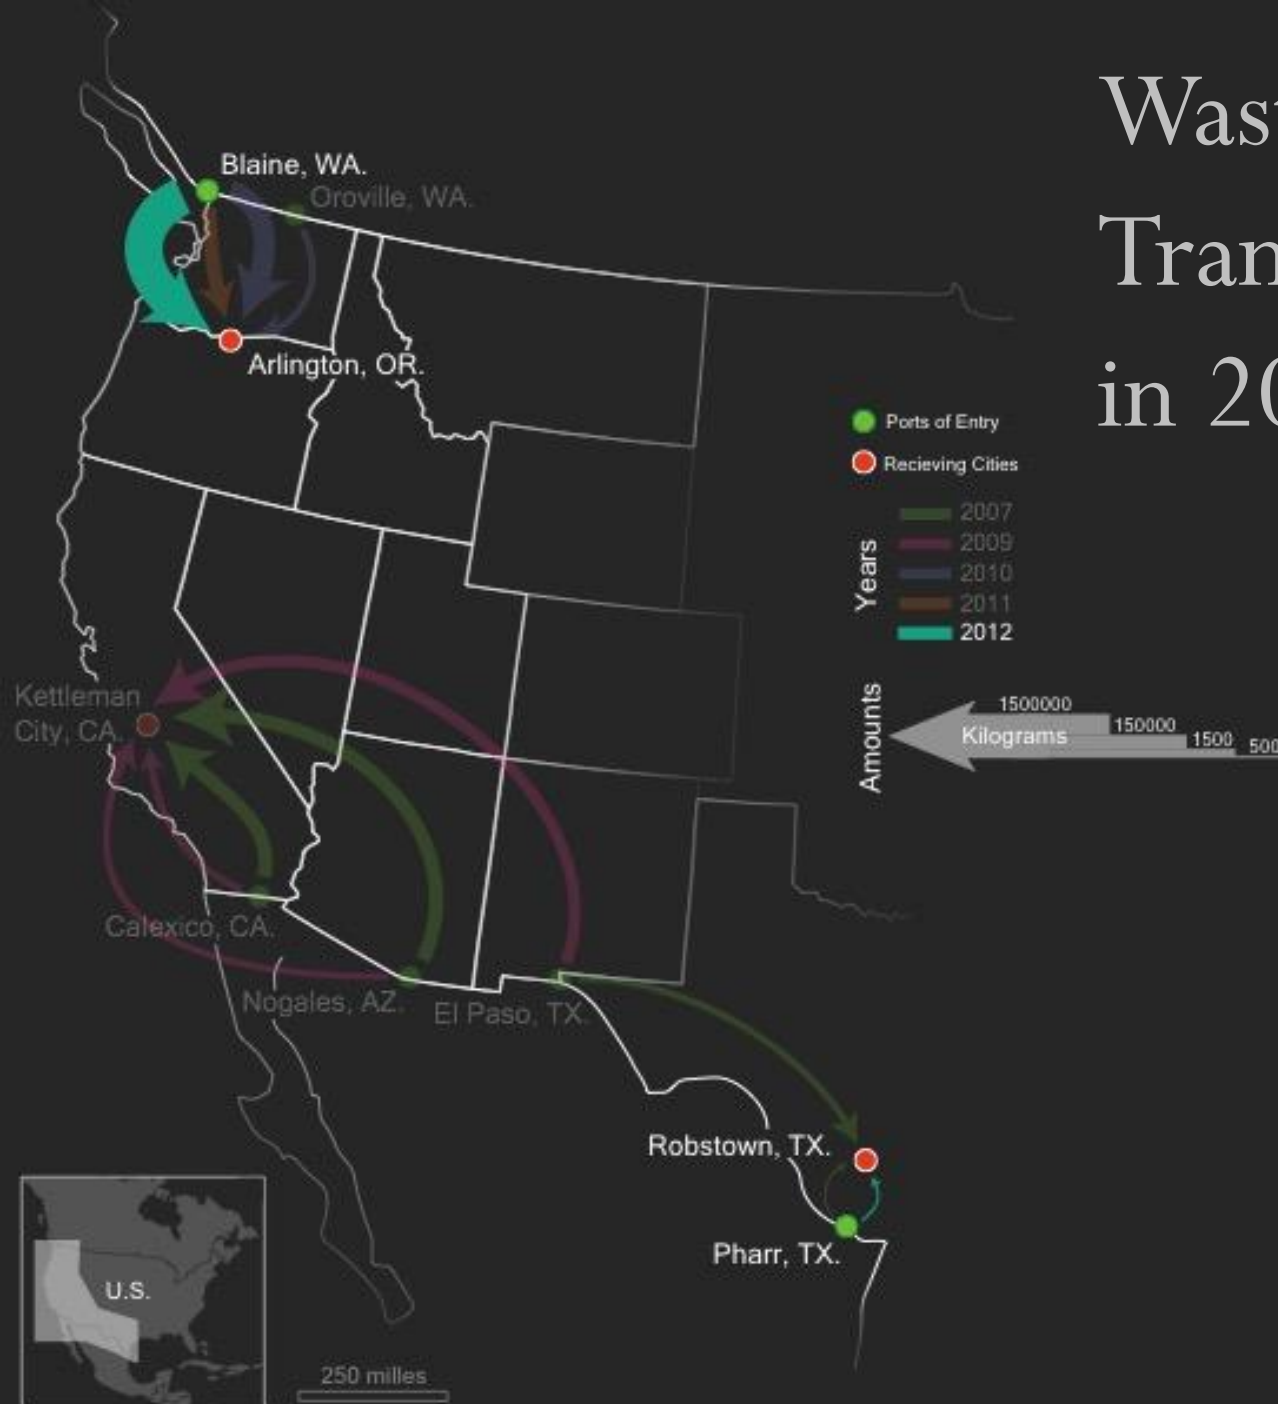 Was
Tran
in 20
Blaine, WA.
Oroville, WA.
Arlington, OR.
Ports of Entry
Recieving Cities
Years
2007
2009
2010
2011
2012
Kettleman
City, CA.
Amounts
1500000
150000
1500
500
Kilograms
Calexico, CA.
Nogales, AZ.
El Paso, TX.
Robstown, TX.
Pharr, TX.
U.S.
250 milles